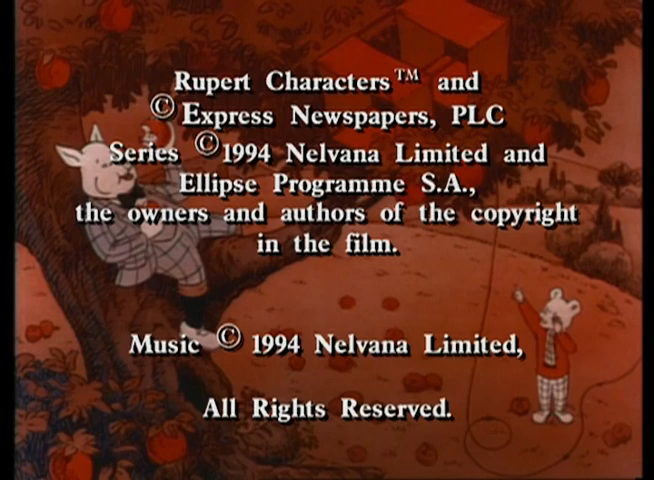 Rupert Characters™ and
© Express Newspapers, PLC
Series ©1994 Nelvana Limited and
Ellipse Programme S.A.,
the owners and authors of the copyright
in the film.
Music © 1994 Nelvana Limited,
All Rights Reserved.